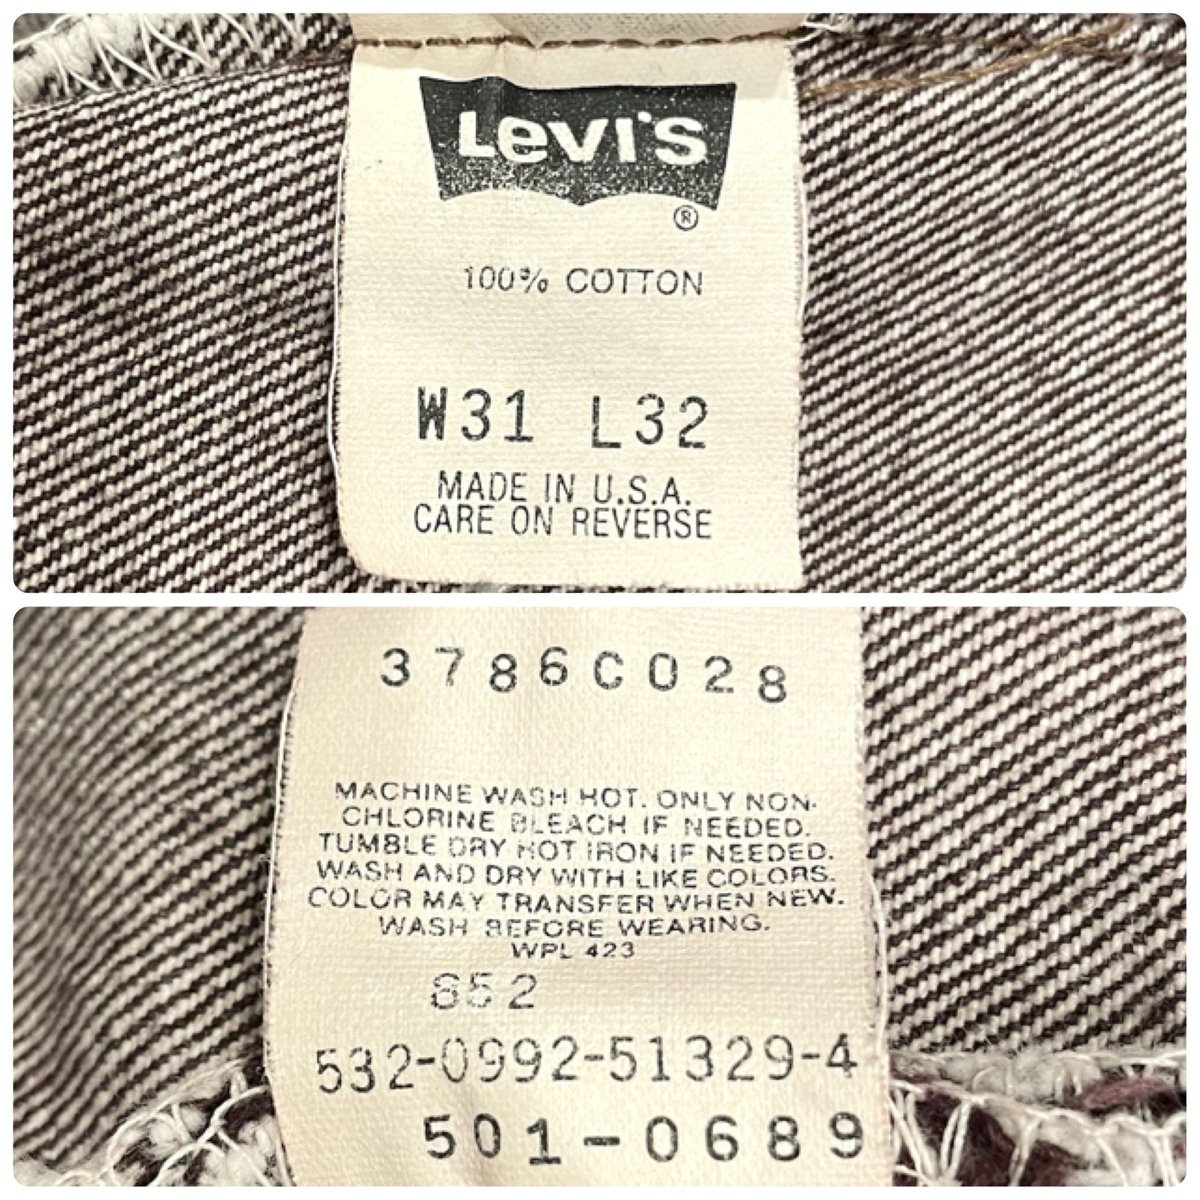 LEVI'S
®
100% COTTON
W31 L32
MADE IN U.S.A.
CARE ON REVERSE
3786C028
MACHINE WASH HOT. ONLY NON-
CHLORINE BLEACH IF NEEDED.
TUMBLE DRY HOT IRON IF NEEDED.
WASH AND DRY WITH LIKE COLORS.
COLOR MAY TRANSFER WHEN NEW.
WASH BEFORE WEARING.
WPL 423
532-0992-51329-4
501-0689